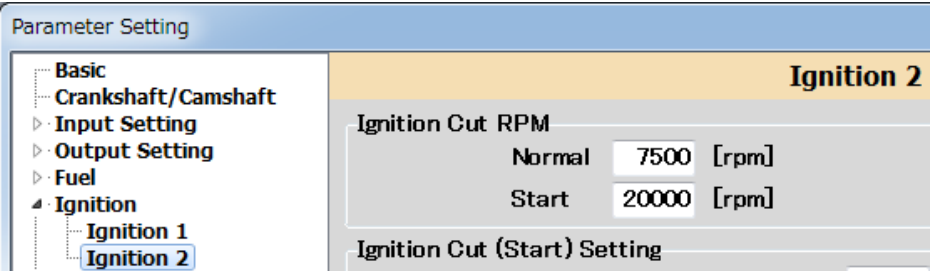 Parameter Setting
Basic
Crankshaft/Camshaft
Input Setting
Output Setting
Fuel
Ignition
Ignition 1
Ignition 2
Ignition 2
Ignition Cut RPM
Normal 7500 [rpm]
Start 20000 [rpm]
Ignition Cut (Start) Setting